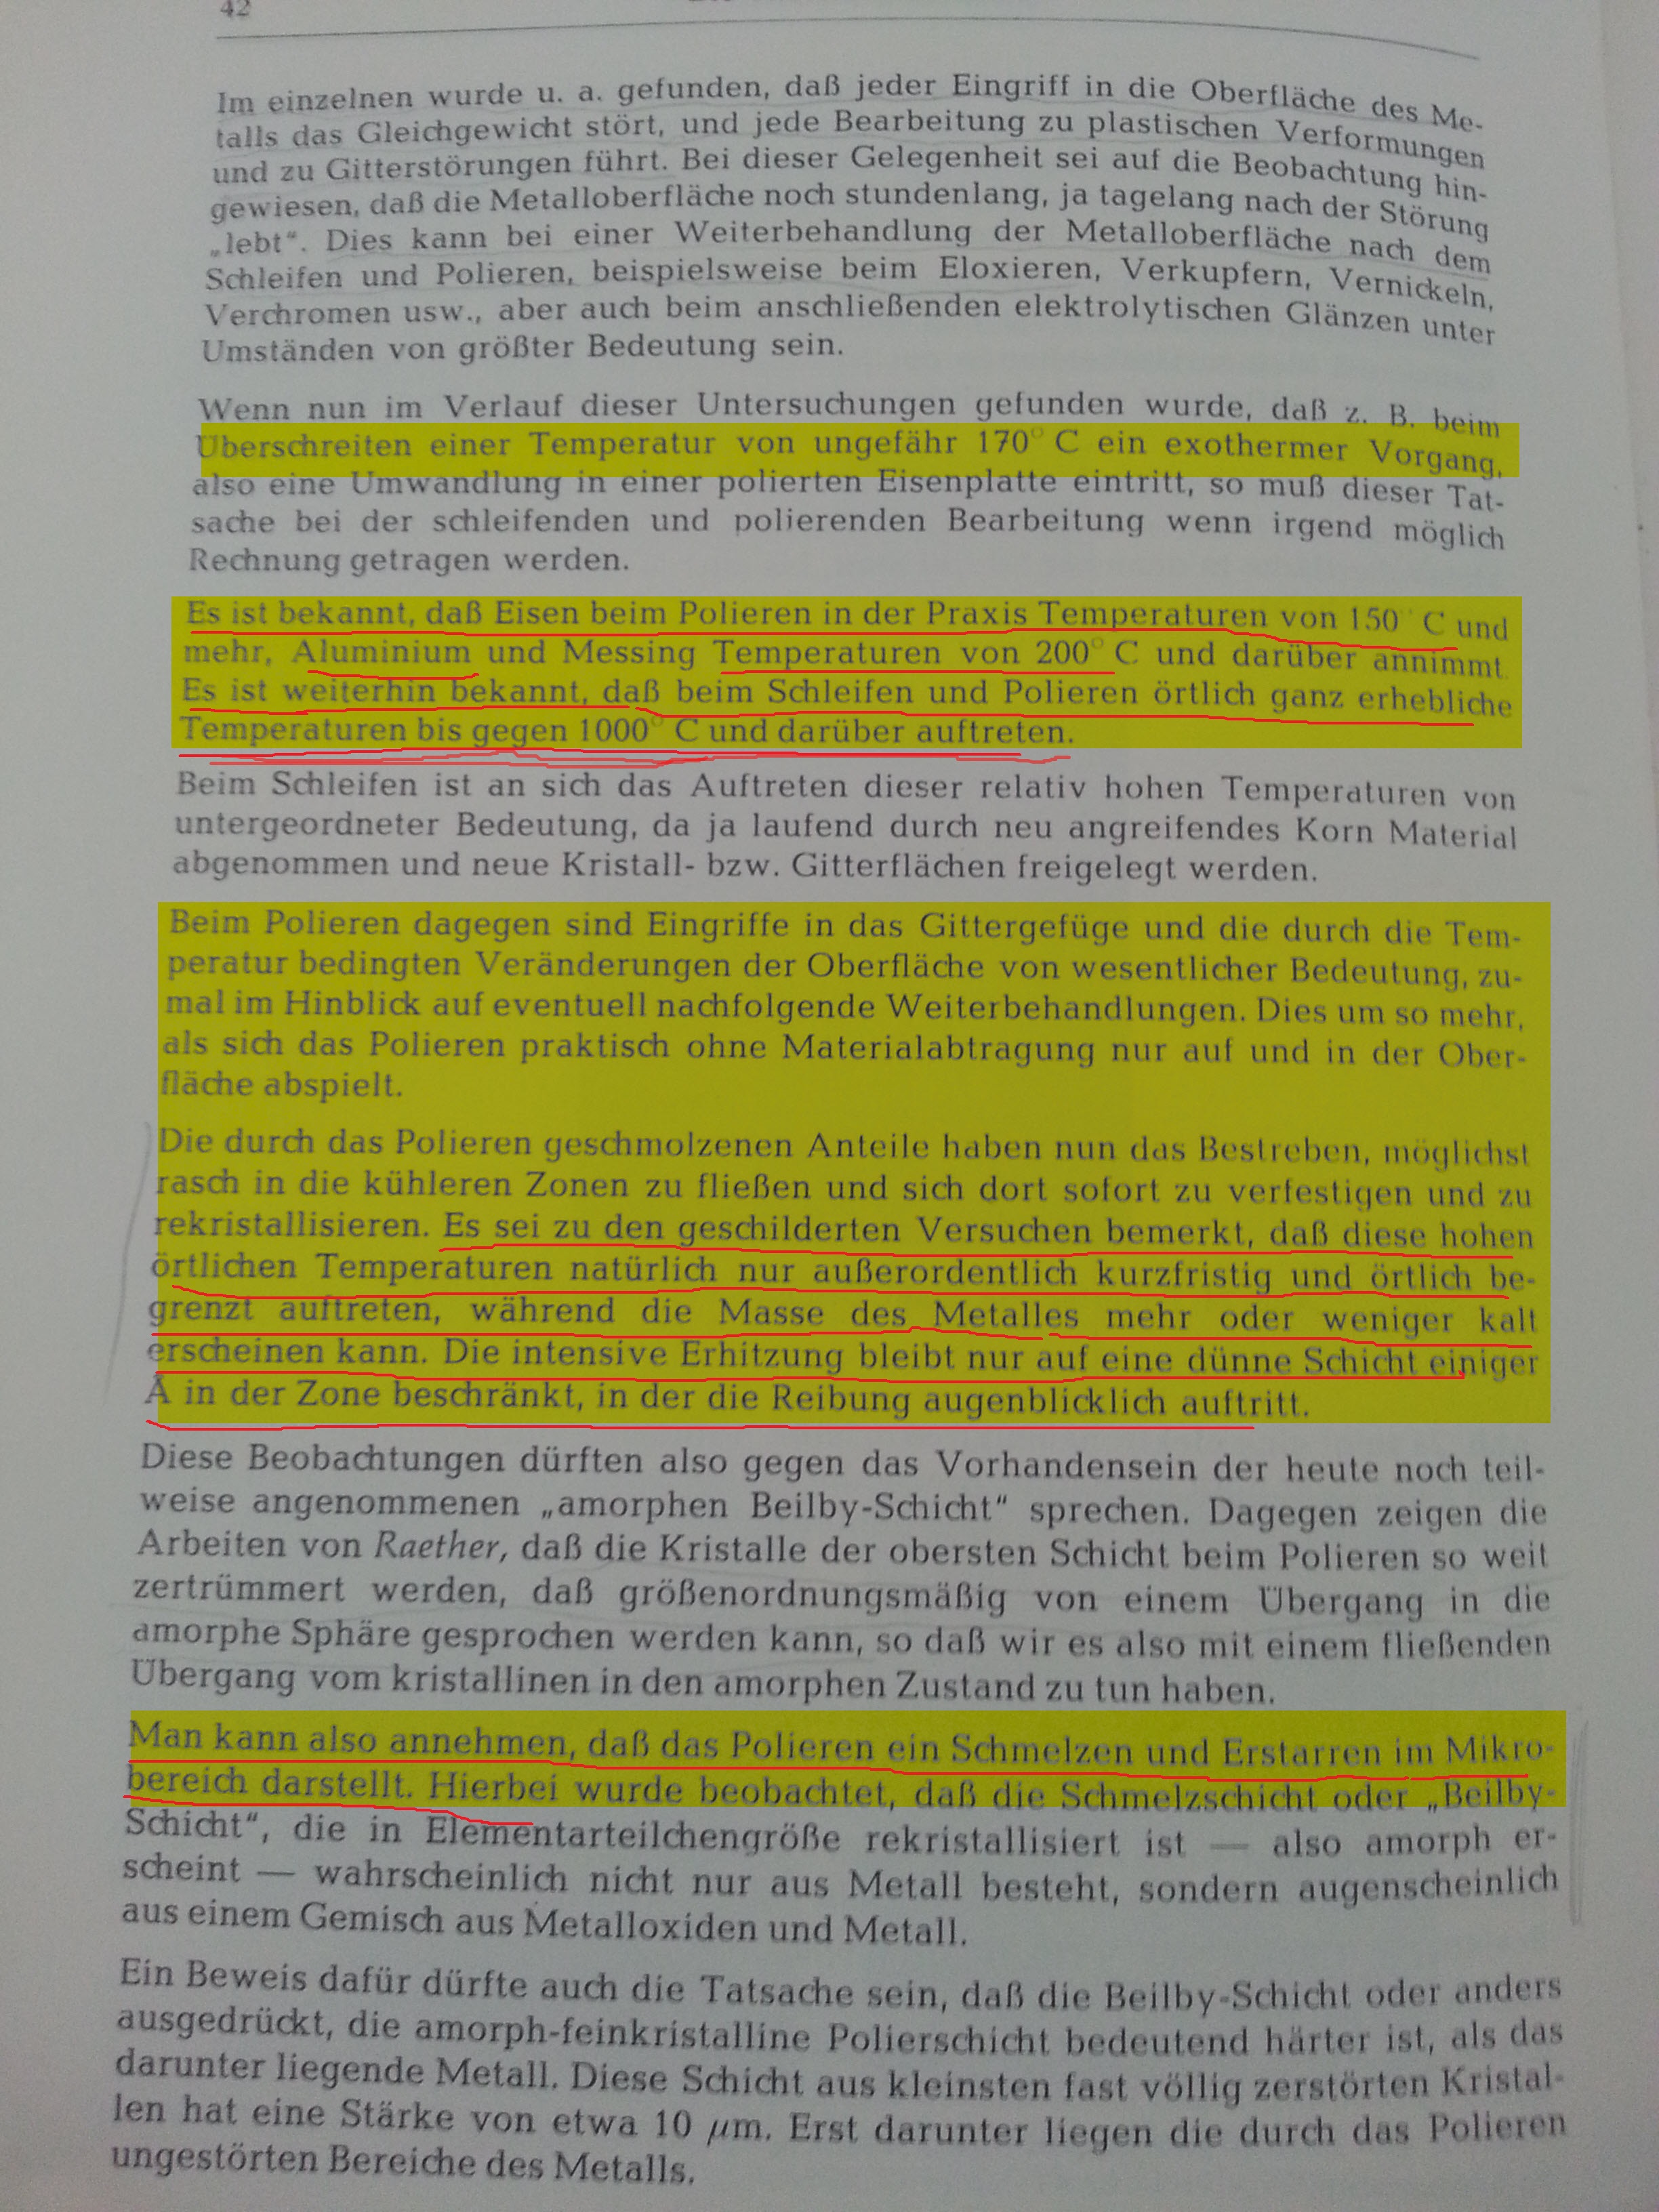 42
Im einzelnen wurde u. a. gefunden, daß jeder Eingriff in die Oberfläche des Me-
talls das Gleichgewicht stört, und jede Bearbeitung zu plastischen Verformungen
und zu Gitterstörungen führt. Bei dieser Gelegenheit sei auf die Beobachtung hin-
gewiesen, daß die Metalloberfläche noch stundenlang, ja tagelang nach der Störung
„lebt“. Dies kann bei einer Weiterbehandlung der Metalloberfläche nach dem
Schleifen und Polieren, beispielsweise beim Eloxieren, Verkupfern, Vernickeln,
Verchromen usw., aber auch beim anschließenden elektrolytischen Glänzen unter
Umständen von größter Bedeutung sein.
Wenn nun im Verlauf dieser Untersuchungen gefunden wurde, daß z. B. beim
Überschreiten einer Temperatur von ungefähr 170° C ein exothermer Vorgang,
also eine Umwandlung in einer polierten Eisenplatte eintritt, so muß dieser Tat-
sache bei der schleifenden und polierenden Bearbeitung wenn irgend möglich
Rechnung getragen werden.
Es ist bekannt, daß Eisen beim Polieren in der Praxis Temperaturen von 150° C und
mehr, Aluminium und Messing Temperaturen von 200° C und darüber annimmt.
Es ist weiterhin bekannt, daß beim Schleifen und Polieren örtlich ganz erhebliche
Temperaturen bis gegen 1000° C und darüber auftreten.
Beim Schleifen ist an sich das Auftreten dieser relativ hohen Temperaturen von
untergeordneter Bedeutung, da ja laufend durch neu angreifendes Korn Material
abgenommen und neue Kristall- bzw. Gitterflächen freigelegt werden.
Beim Polieren dagegen sind Eingriffe in das Gittergefüge und die durch die Tem-
peratur bedingten Veränderungen der Oberfläche von wesentlicher Bedeutung, zu-
mal im Hinblick auf eventuell nachfolgende Weiterbehandlungen. Dies um so mehr,
als sich das Polieren praktisch ohne Materialabtragung nur auf und in der Ober-
fläche abspielt.
Die durch das Polieren geschmolzenen Anteile haben nun das Bestreben, möglichst
rasch in die kühleren Zonen zu fließen und sich dort sofort zu verfestigen und zu
rekristallisieren. Es sei zu den geschilderten Versuchen bemerkt, daß diese hohen
örtlichen Temperaturen natürlich nur außerordentlich kurzfristig und örtlich be-
grenzt auftreten, während die Masse des Metalles mehr oder weniger kalt
erscheinen kann. Die intensive Erhitzung bleibt nur auf eine dünne Schicht einiger
Å in der Zone beschränkt, in der die Reibung augenblicklich auftritt.
Diese Beobachtungen dürften also gegen das Vorhandensein der heute noch teil-
weise angenommenen „amorphen Beilby-Schicht“ sprechen. Dagegen zeigen die
Arbeiten von Raether, daß die Kristalle der obersten Schicht beim Polieren so weit
zertrümmert werden, daß größenordnungsmäßig von einem Übergang in die
amorphe Sphäre gesprochen werden kann, so daß wir es also mit einem fließenden
Übergang vom kristallinen in den amorphen Zustand zu tun haben.
Man kann also annehmen, daß das Polieren ein Schmelzen und Erstarren im Mikro-
bereich darstellt. Hierbei wurde beobachtet, daß die Schmelzschicht oder „Beilby-
Schicht“, die in Elementarteilchengröße rekristallisiert ist — also amorph er-
scheint — wahrscheinlich nicht nur aus Metall besteht, sondern augenscheinlich
aus einem Gemisch aus Metalloxiden und Metall.
Ein Beweis dafür dürfte auch die Tatsache sein, daß die Beilby-Schicht oder anders
ausgedrückt, die amorph-feinkristalline Polierschicht bedeutend härter ist, als das
darunter liegende Metall. Diese Schicht aus kleinsten fast völlig zerstörten Kristal-
len hat eine Stärke von etwa 10 µm. Erst darunter liegen die durch das Polieren
ungestörten Bereiche des Metalls.